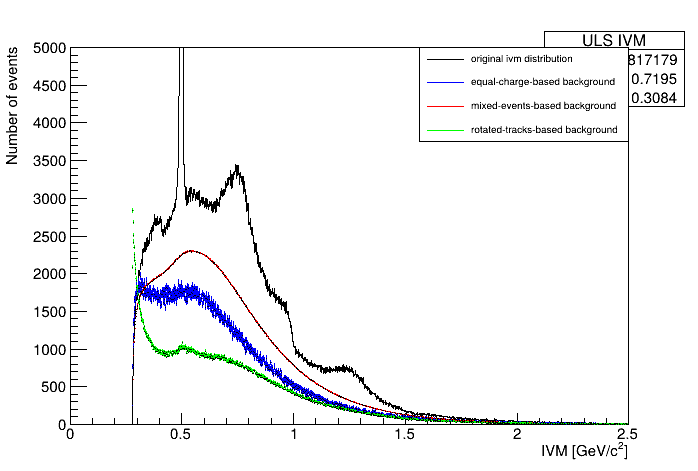 ULS IVM
817179
0.7195
0.3084
original ivm distribution
equal-charge-based background
mixed-events-based background
rotated-tracks-based background
Number of events
5000
4500
4000
3500
3000
2500
2000
1500
1000
500
0
0 0.5 1 1.5 2 2.5
IVM [GeV/c²]